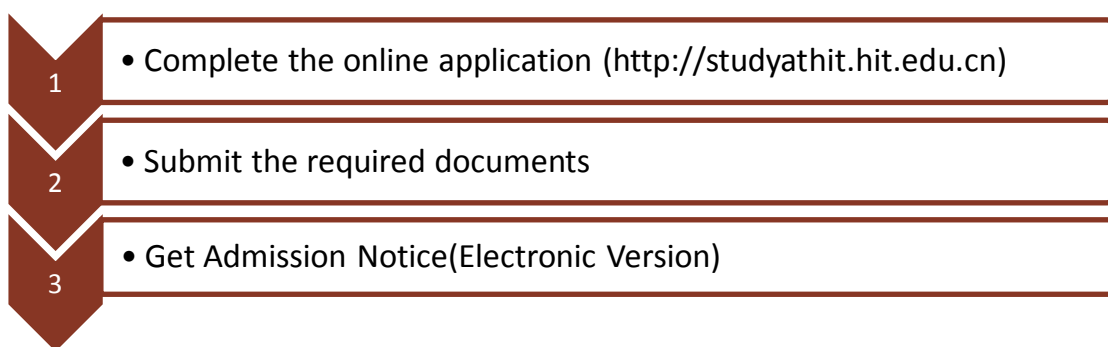 1
• Complete the online application (http://studyathit.hit.edu.cn)
2
• Submit the required documents
3
• Get Admission Notice(Electronic Version)